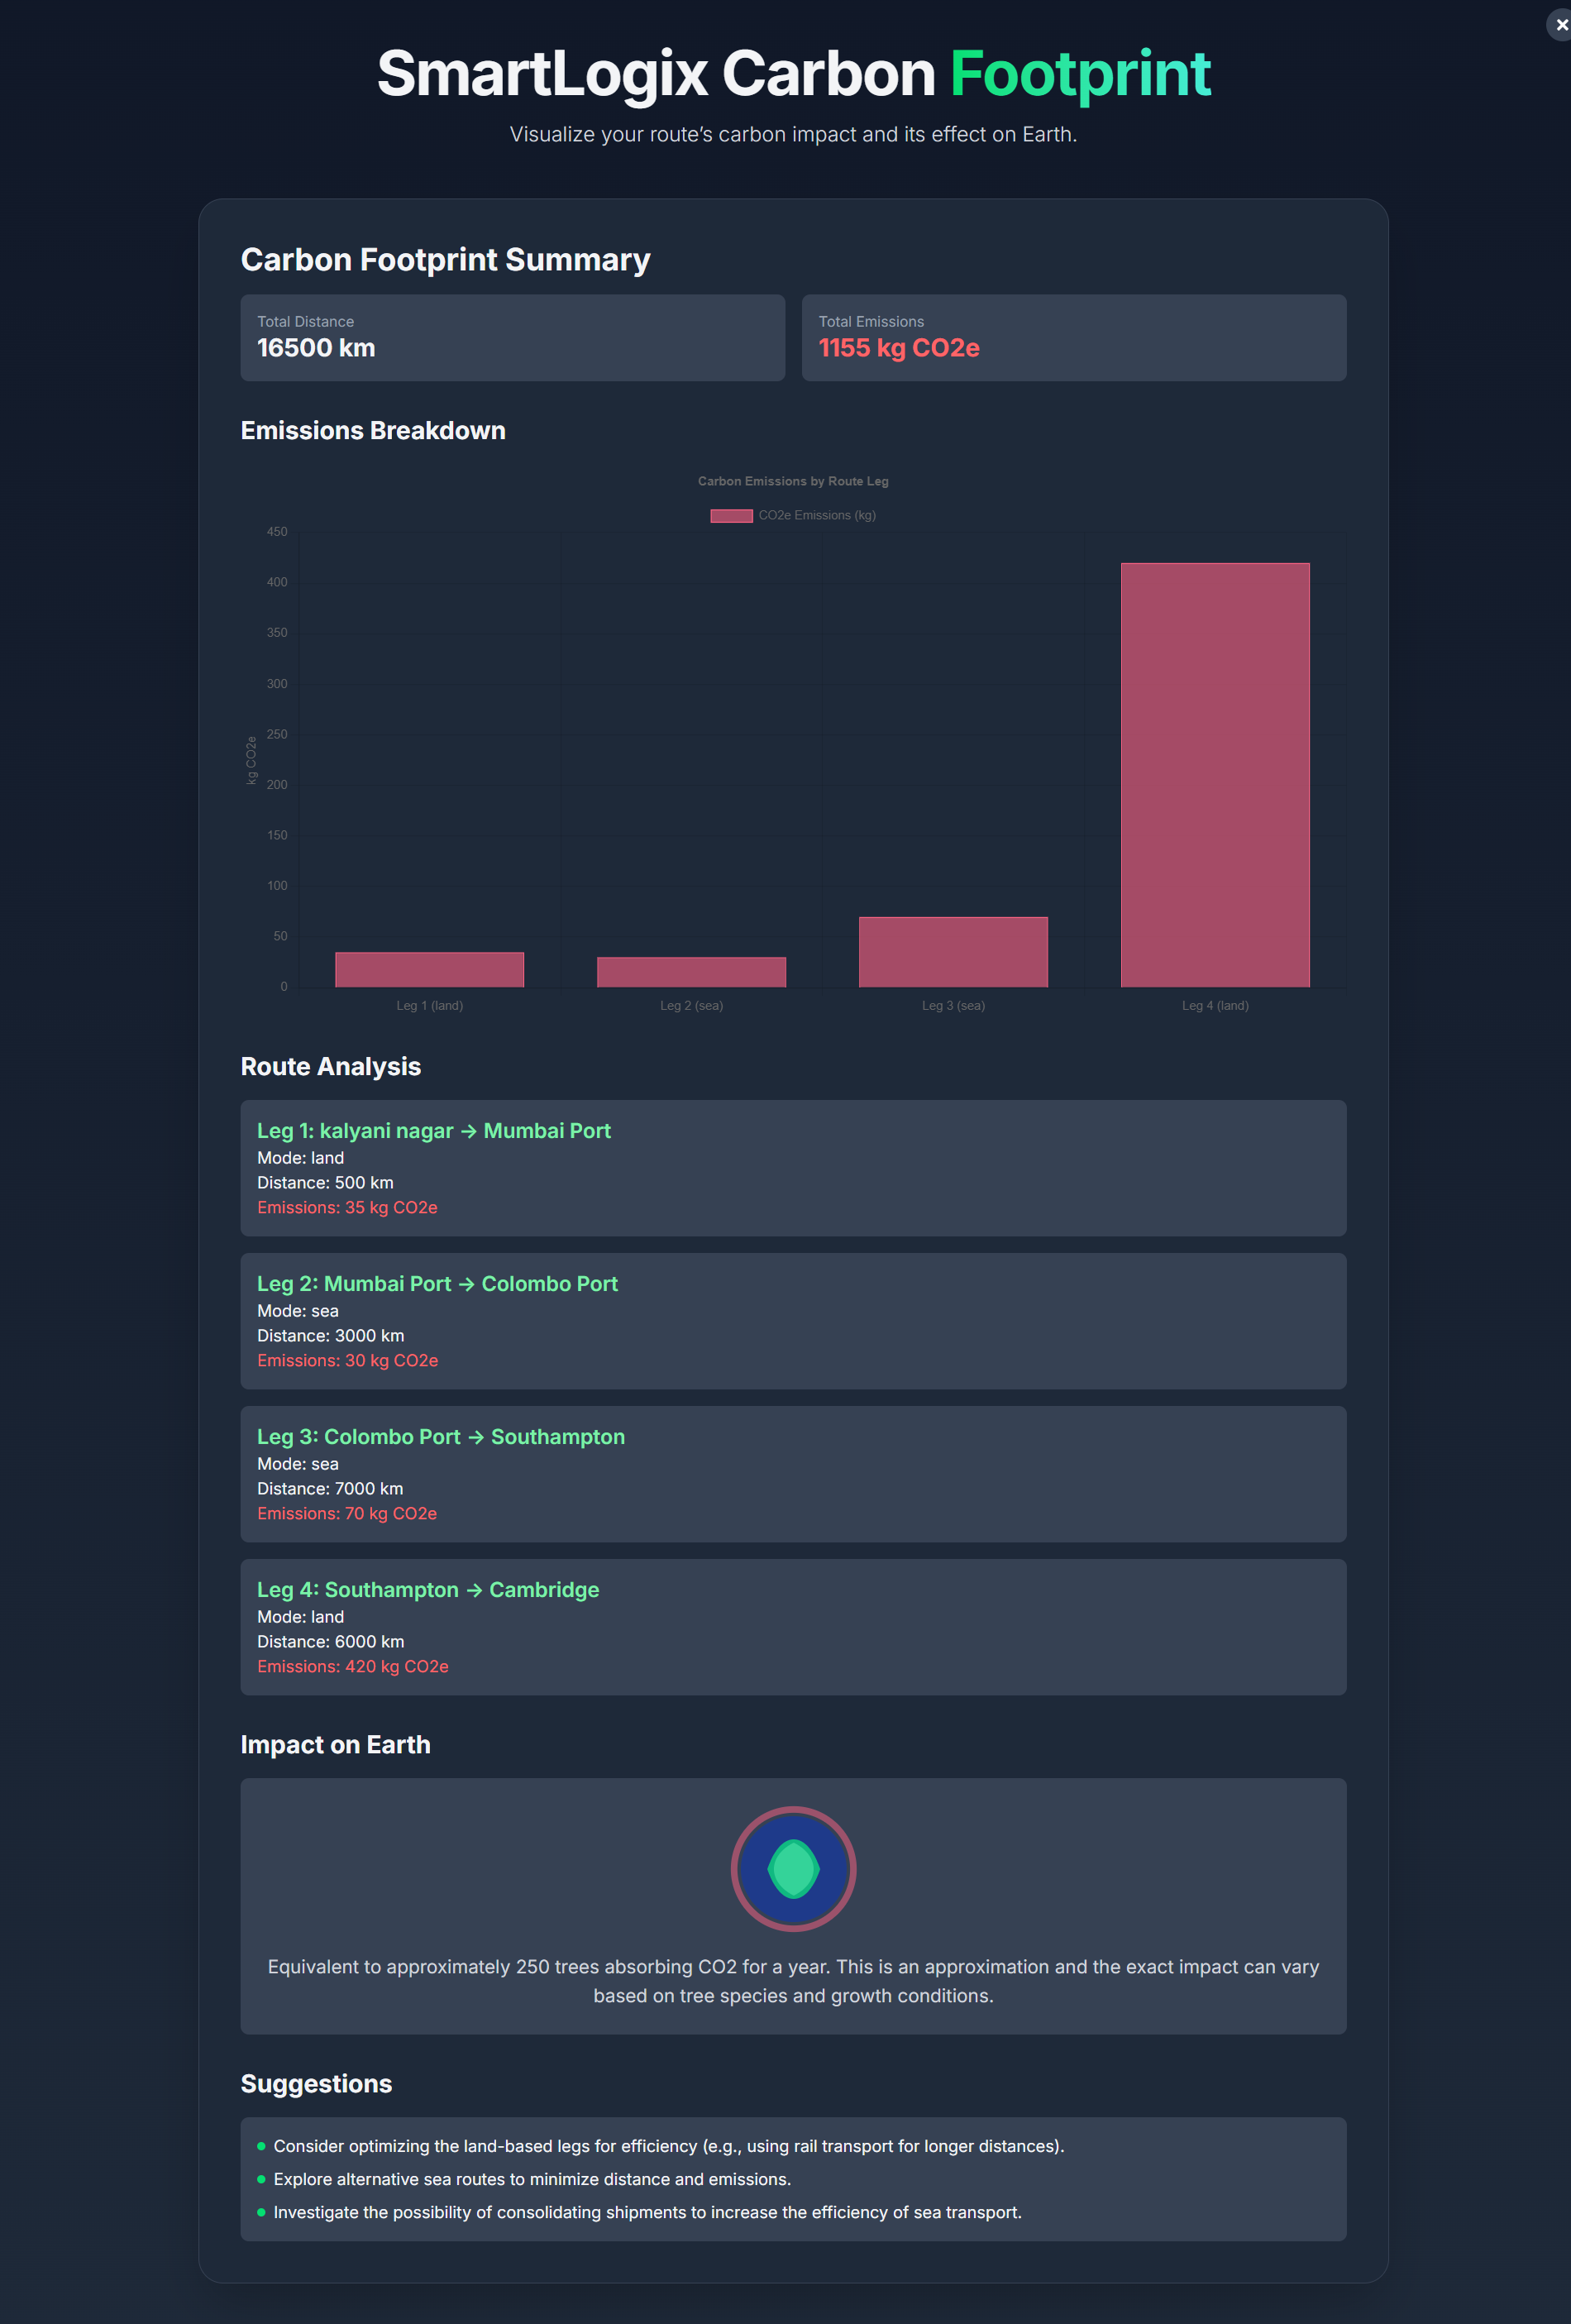 SmartLogix Carbon Footprint
Visualize your route’s carbon impact and its effect on Earth.
Carbon Footprint Summary
Total Distance
16500 km
Total Emissions
1155 kg CO2e
Emissions Breakdown
Carbon Emissions by Route Leg
CO2e Emissions (kg)
450
400
350
300
250
200
150
100
50
0
kg CO2e
Leg 1 (land)
Leg 2 (sea)
Leg 3 (sea)
Leg 4 (land)
Route Analysis
Leg 1: kalyani nagar → Mumbai Port
Mode: land
Distance: 500 km
Emissions: 35 kg CO2e
Leg 2: Mumbai Port → Colombo Port
Mode: sea
Distance: 3000 km
Emissions: 30 kg CO2e
Leg 3: Colombo Port → Southampton
Mode: sea
Distance: 7000 km
Emissions: 70 kg CO2e
Leg 4: Southampton → Cambridge
Mode: land
Distance: 6000 km
Emissions: 420 kg CO2e
Impact on Earth
Equivalent to approximately 250 trees absorbing CO2 for a year. This is an approximation and the exact impact can vary
based on tree species and growth conditions.
Suggestions
Consider optimizing the land-based legs for efficiency (e.g., using rail transport for longer distances).
Explore alternative sea routes to minimize distance and emissions.
Investigate the possibility of consolidating shipments to increase the efficiency of sea transport.